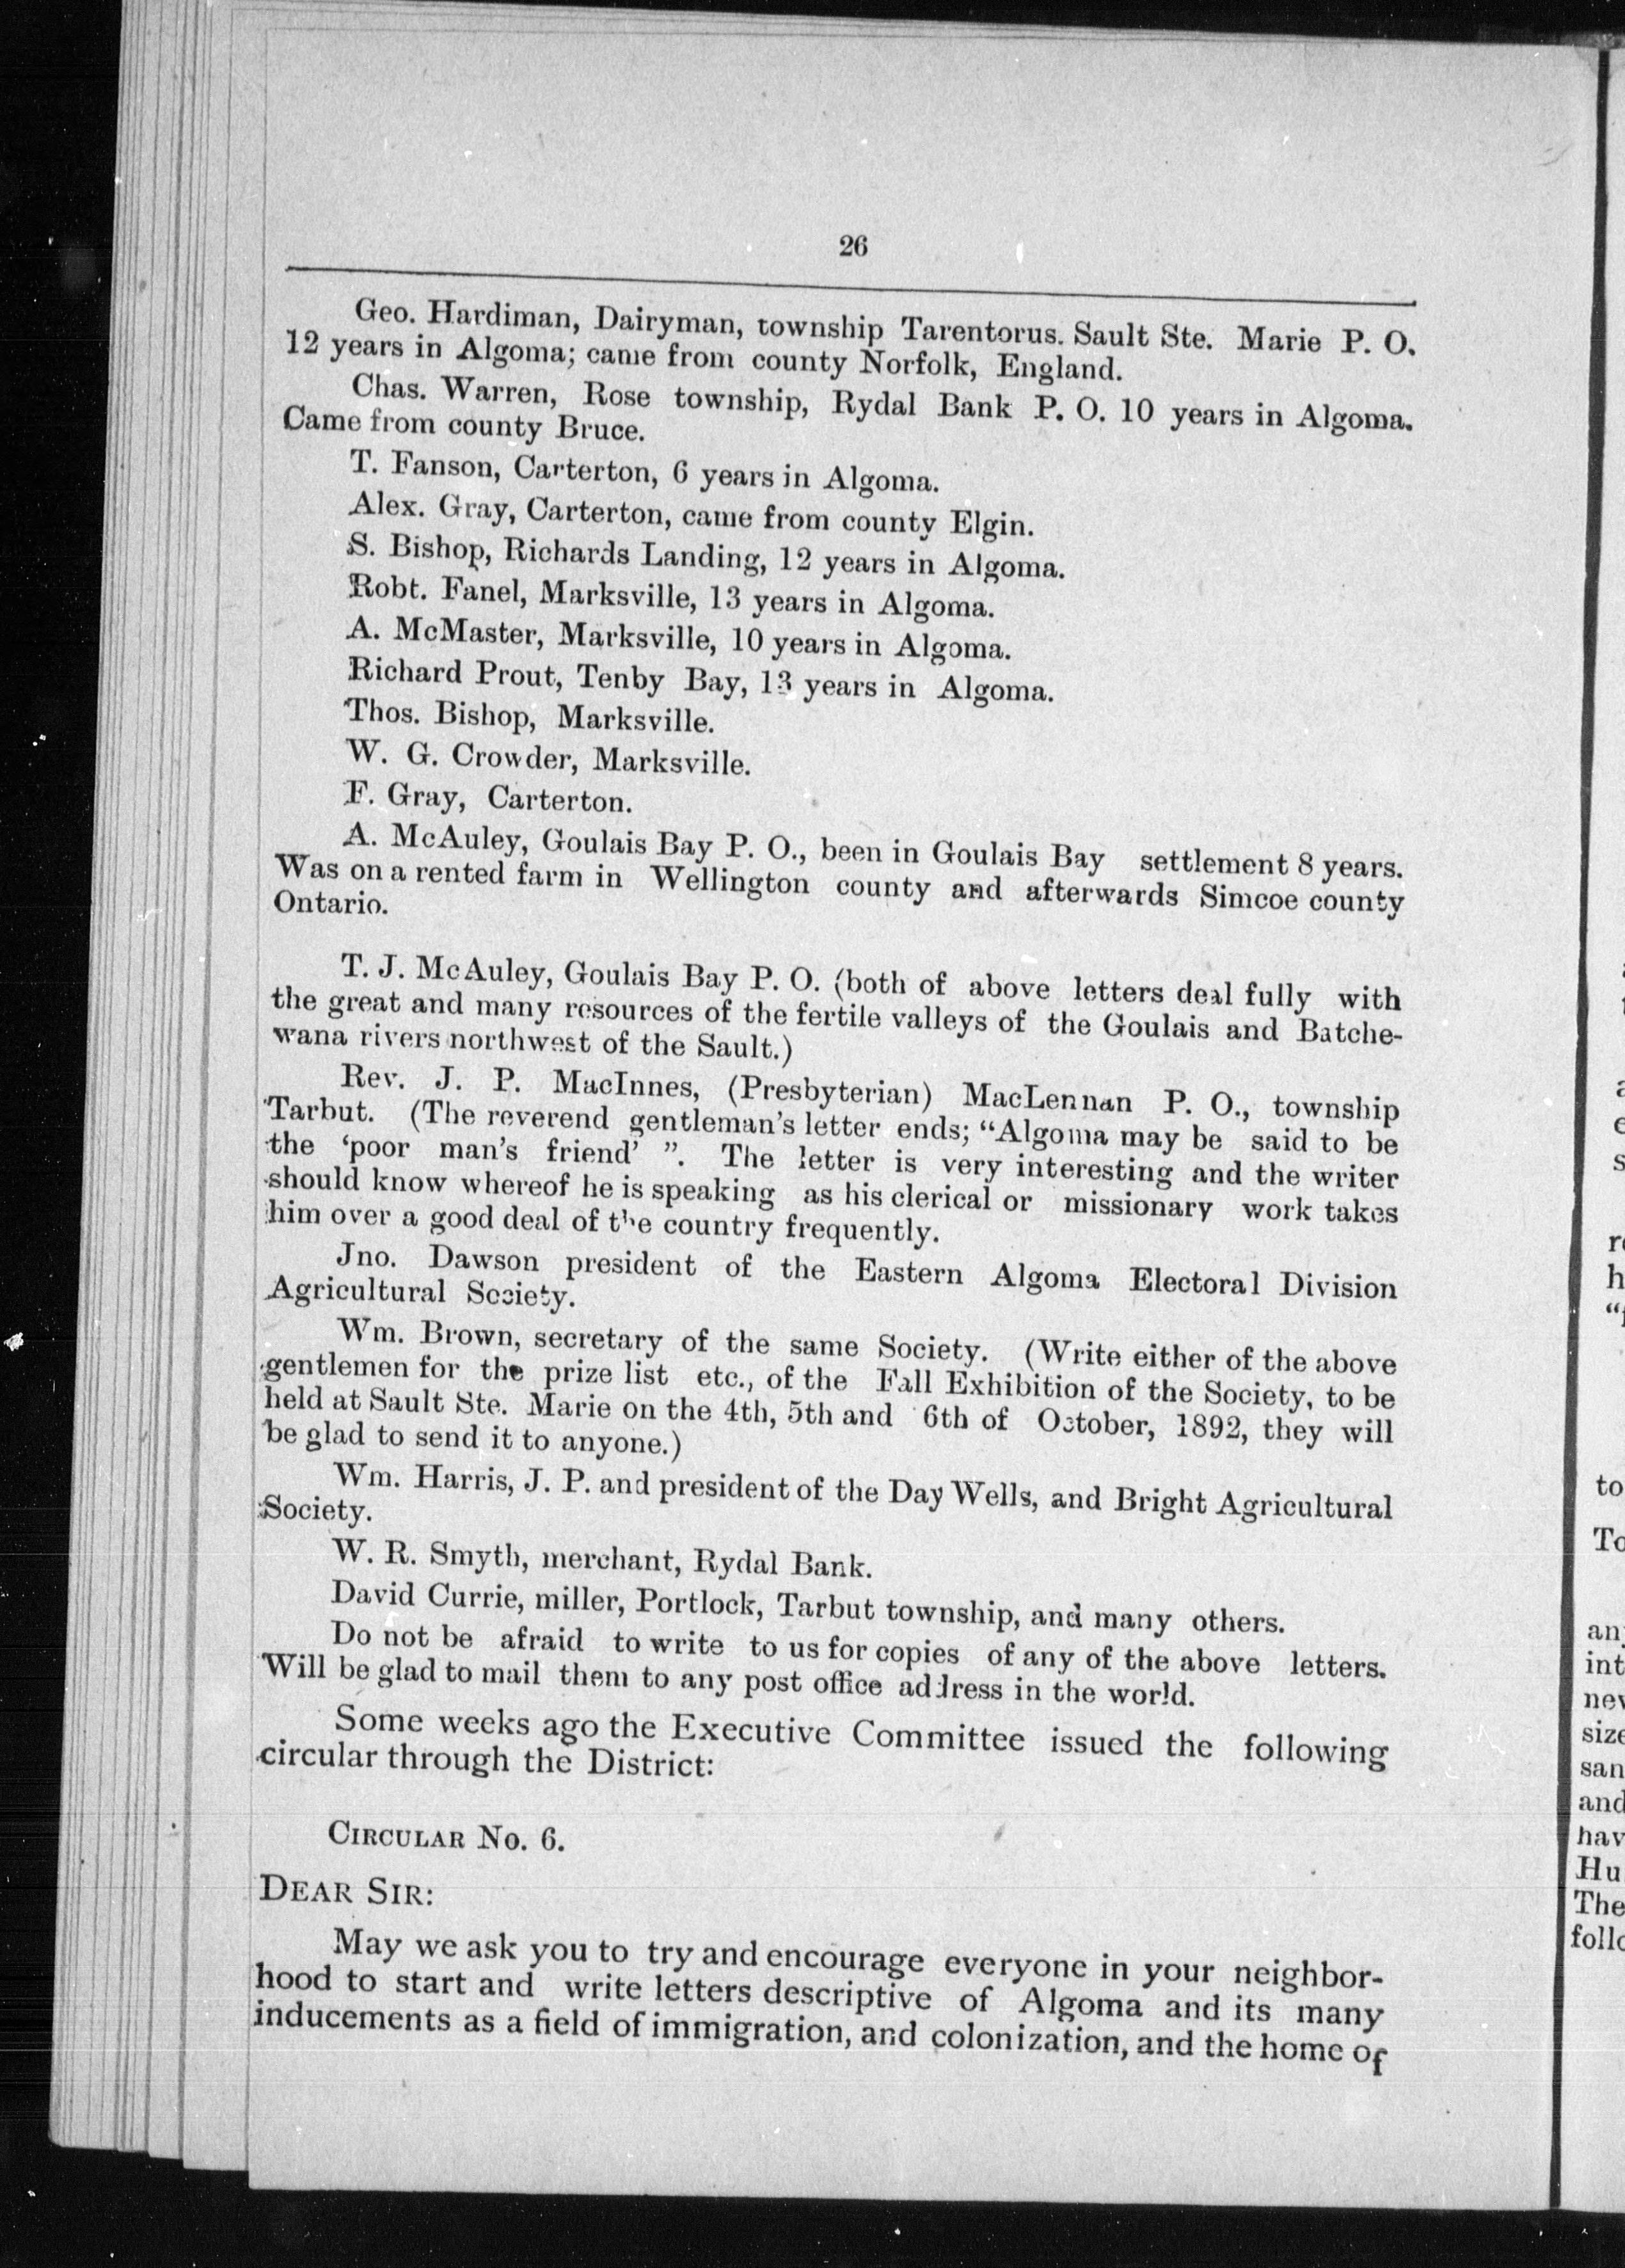 26
Geo. Hardiman, Dairyman, township Tarentorus. Sault Ste. Marie P. O.
12 years in Algoma; came from county Norfolk, England.
Chas. Warren, Rose township, Rydal Bank P. O. 10 years in Algoma.
Came from county Bruce.
T. Fanson, Carterton, 6 years in Algoma.
Alex. Gray, Carterton, came from county Elgin.
S. Bishop, Richards Landing, 12 years in Algoma.
Robt. Fanel, Marksville, 13 years in Algoma.
A. McMaster, Marksville, 10 years in Algoma.
Richard Prout, Tenby Bay, 13 years in Algoma.
Thos. Bishop, Marksville.
W. G. Crowder, Marksville.
F. Gray, Carterton.
A. McAuley, Goulais Bay P. O., been in Goulais Bay settlement 8 years.
Was on a rented farm in Wellington county and afterwards Simcoe county
Ontario.
T. J. McAuley, Goulais Bay P. O. (both of above letters deal fully with
the great and many resources of the fertile valleys of the Goulais and Batche-
wana rivers northwest of the Sault.)
Rev. J. P. MacInnes, (Presbyterian) MacLennan P. O., township
Tarbut. (The reverend gentleman's letter ends; "Algoma may be said to be
the 'poor man's friend' ". The letter is very interesting and the writer
should know whereof he is speaking as his clerical or missionary work takes
him over a good deal of the country frequently.
Jno. Dawson president of the Eastern Algoma Electoral Division
Agricultural Society.
Wm. Brown, secretary of the same Society. (Write either of the above
gentlemen for the prize list etc., of the Fall Exhibition of the Society, to be
held at Sault Ste. Marie on the 4th, 5th and 6th of October, 1892, they will
be glad to send it to anyone.)
Wm. Harris, J. P. and president of the Day Wells, and Bright Agricultural
Society.
W. R. Smyth, merchant, Rydal Bank.
David Currie, miller, Portlock, Tarbut township, and many others.
Do not be afraid to write to us for copies of any of the above letters.
Will be glad to mail them to any post office address in the world.
Some weeks ago the Executive Committee issued the following
circular through the District:
CIRCULAR NO. 6.
DEAR SIR:
May we ask you to try and encourage everyone in your neighbor-
hood to start and write letters descriptive of Algoma and its many
inducements as a field of immigration, and colonization, and the home of